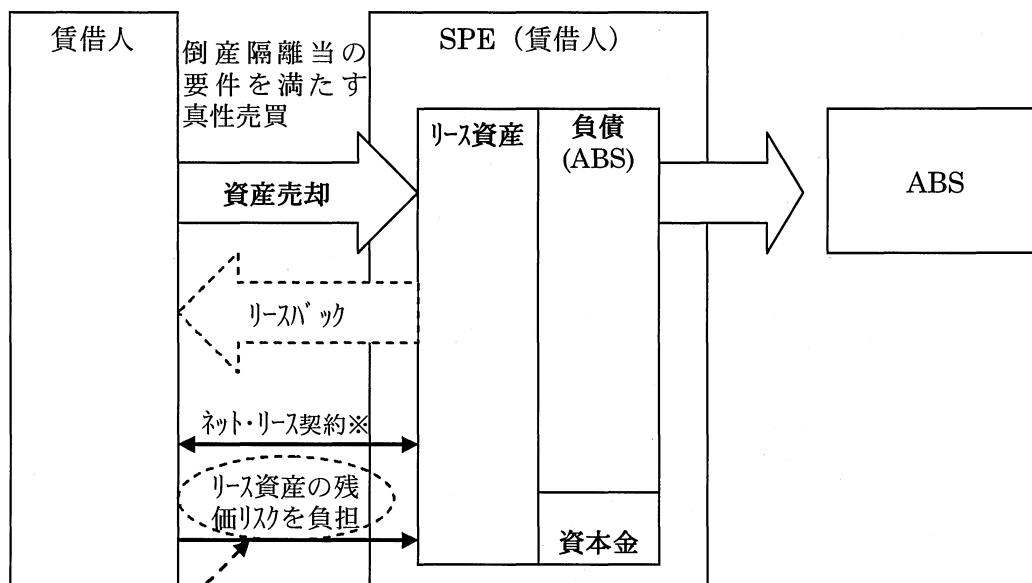 賃借人
倒産隔離当の
要件を満たす
真性売買
SPE（賃借人）
リース資産
負債
(ABS)
資産売却
ABS
リースバック
ネット・リース契約※
リース資産の残
価リスクを負担
資本金